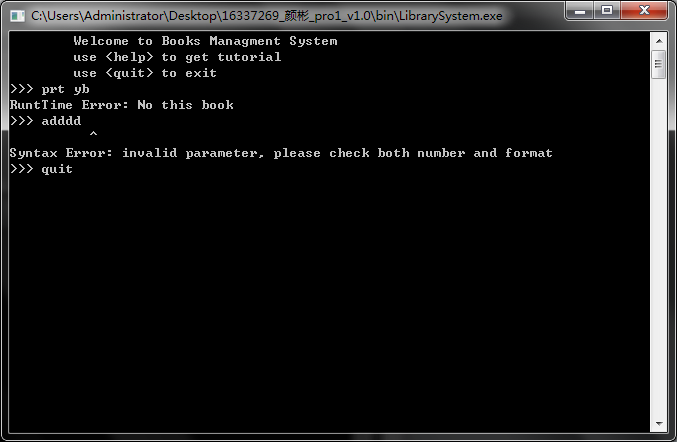 C:\Users\Administrator\Desktop\16337269_颜彬_pro1_v1.0\bin\LibrarySystem.exe
Welcome to Books Managment System
use <help> to get tutorial
use <quit> to exit
>>> prt yb
RuntTime Error: No this book
>>> adddd
^
Syntax Error: invalid parameter, please check both number and format
>>> quit